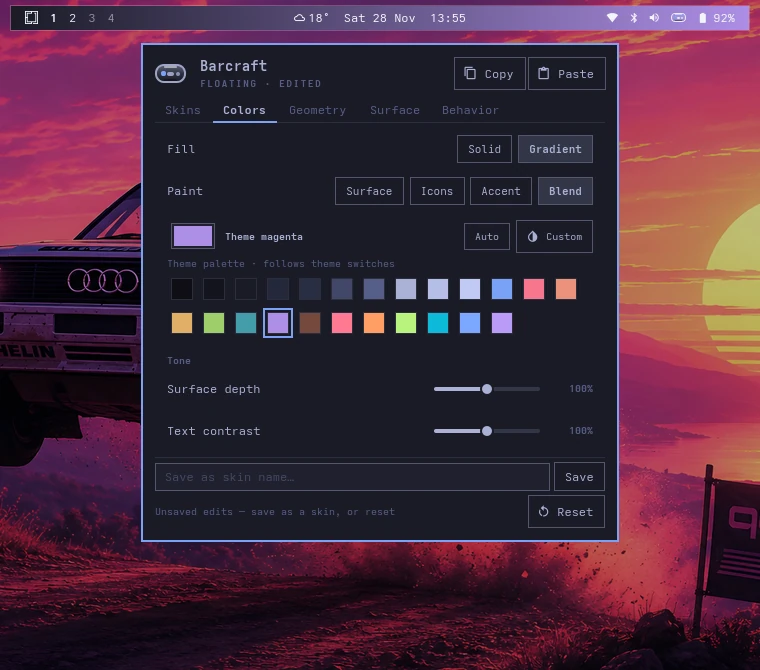 1 2 3 4 18° Sat 28 Nov 13:55 92%
Barcraft Copy Paste
FLOATING · EDITED
Skins Colors Geometry Surface Behavior
Fill Solid Gradient
Paint Surface Icons Accent Blend
Theme magenta Auto Custom
Theme palette · follows theme switches
Tone
Surface depth 100%
Text contrast 100%
Save as skin name… Save
Unsaved edits — save as a skin, or reset Reset
HELIN